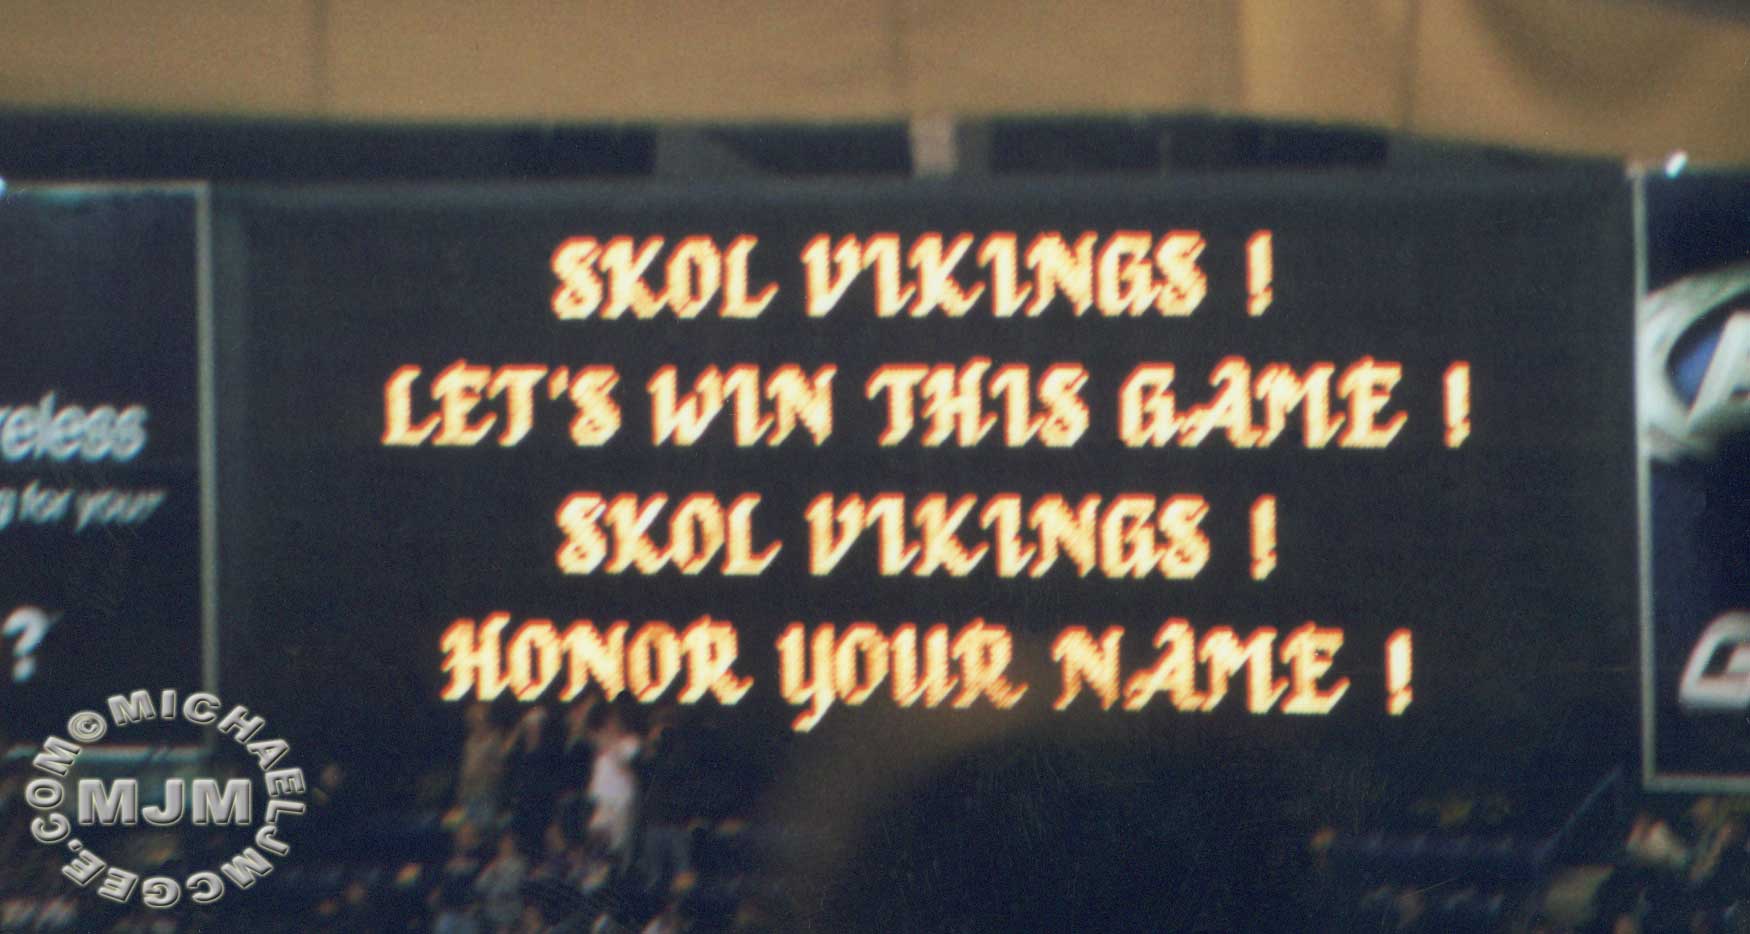 SKOL VIKINGS !
LET'S WIN THIS GAME !
SKOL VIKINGS !
HONOR YOUR NAME !
eless
for your
?
© MICHAELJMCGEE.COM
MJM